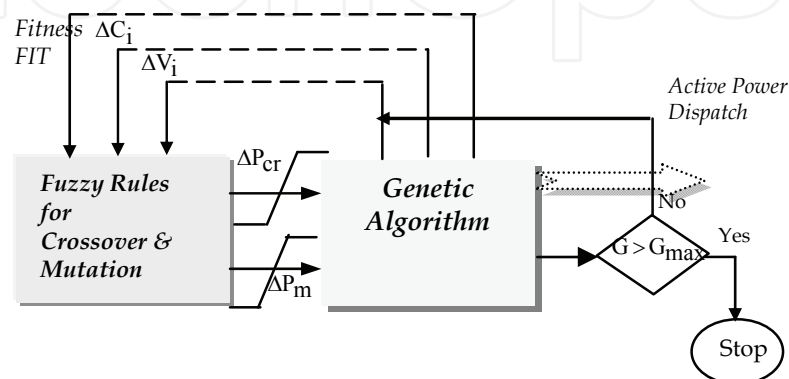 Fitness
FIT
ΔCi
ΔVi
Active Power
Dispatch
Fuzzy Rules
for
Crossover &
Mutation
ΔPcr
ΔPm
Genetic
Algorithm
No
G > Gmax
Yes
Stop